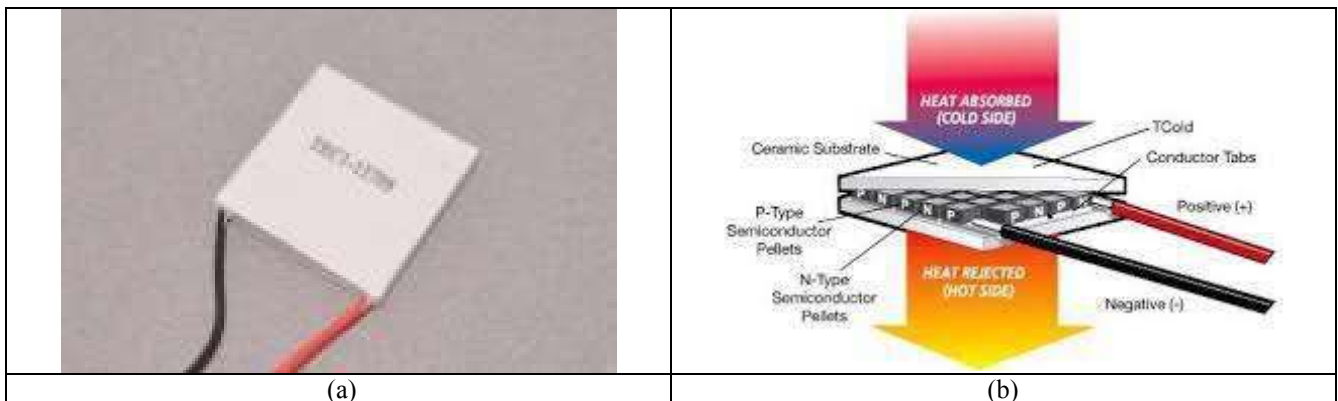 HEAT ABSORBED
(COLD SIDE)
TCold
Ceramic Substrate
Conductor Tabs
P N P N P
P N P N
P-Type
Semiconductor
Pellets
Positive (+)
HEAT REJECTED
(HOT SIDE)
N-Type
Semiconductor
Pellets
Negative (-)
(a)
(b)